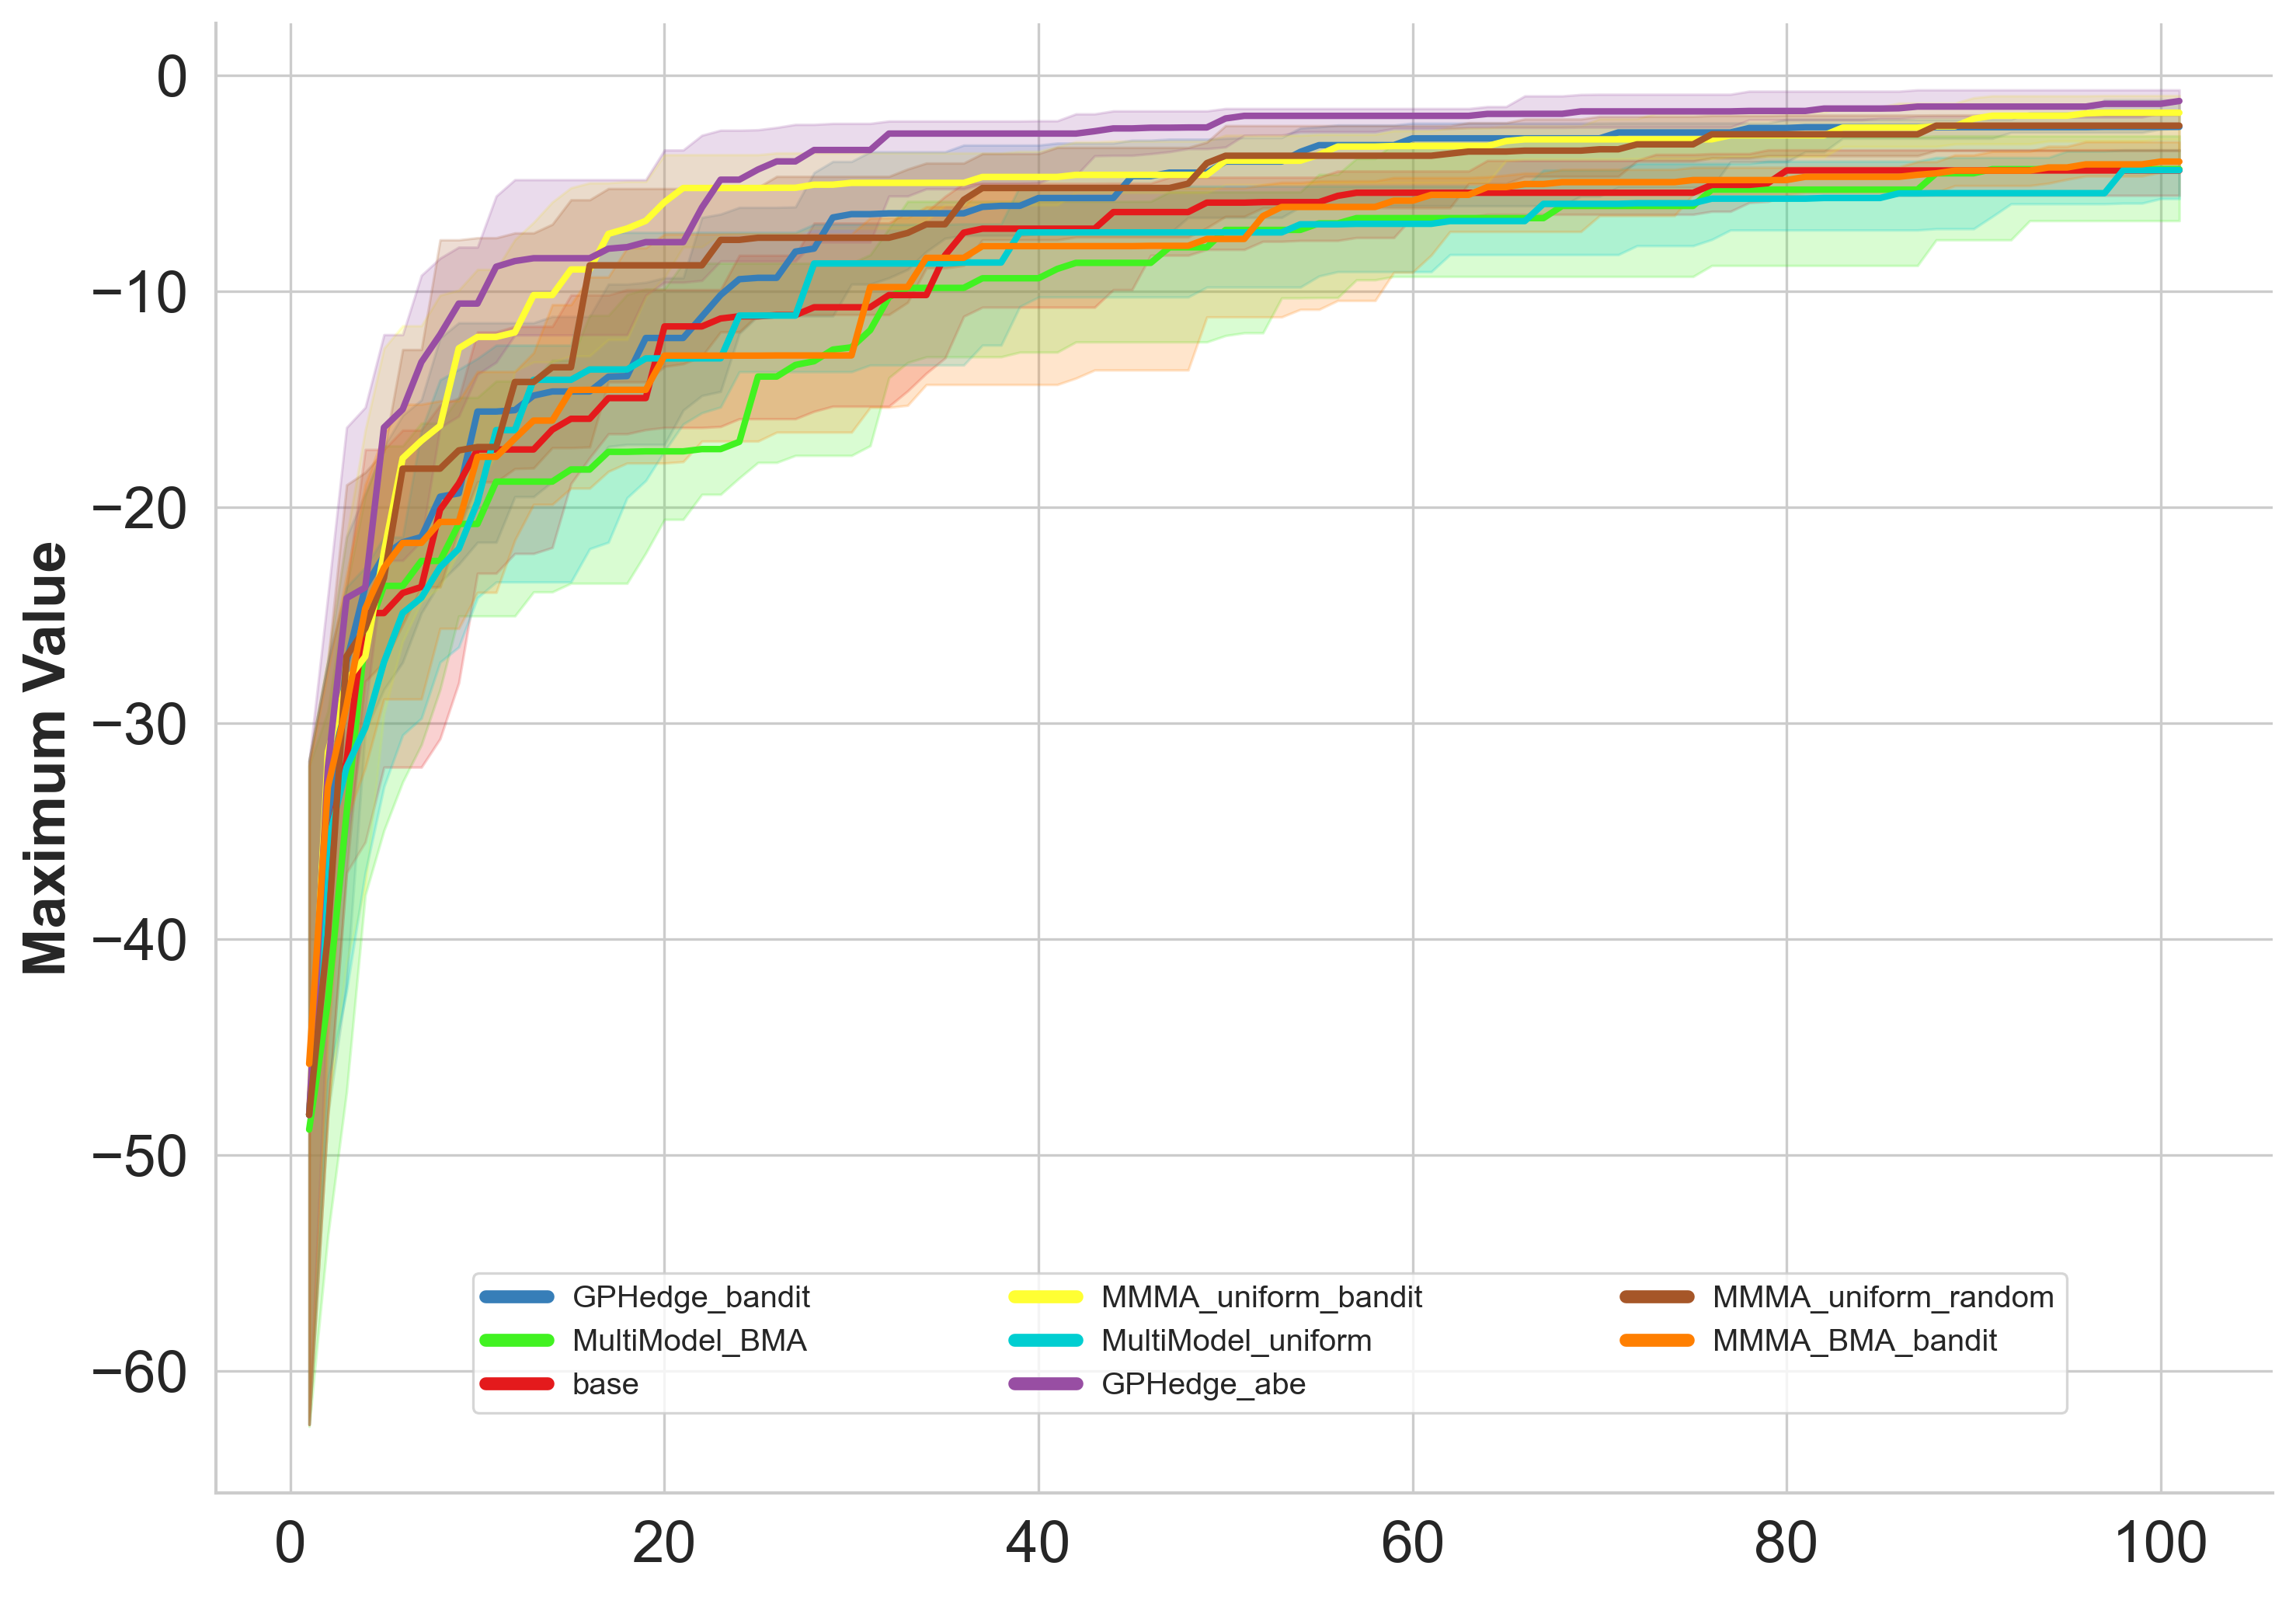 Maximum Value
0
−10
−20
−30
−40
−50
−60
GPHedge_bandit
MultiModel_BMA
base
MMMA_uniform_bandit
MultiModel_uniform
GPHedge_abe
MMMA_uniform_random
MMMA_BMA_bandit
0 20 40 60 80 100